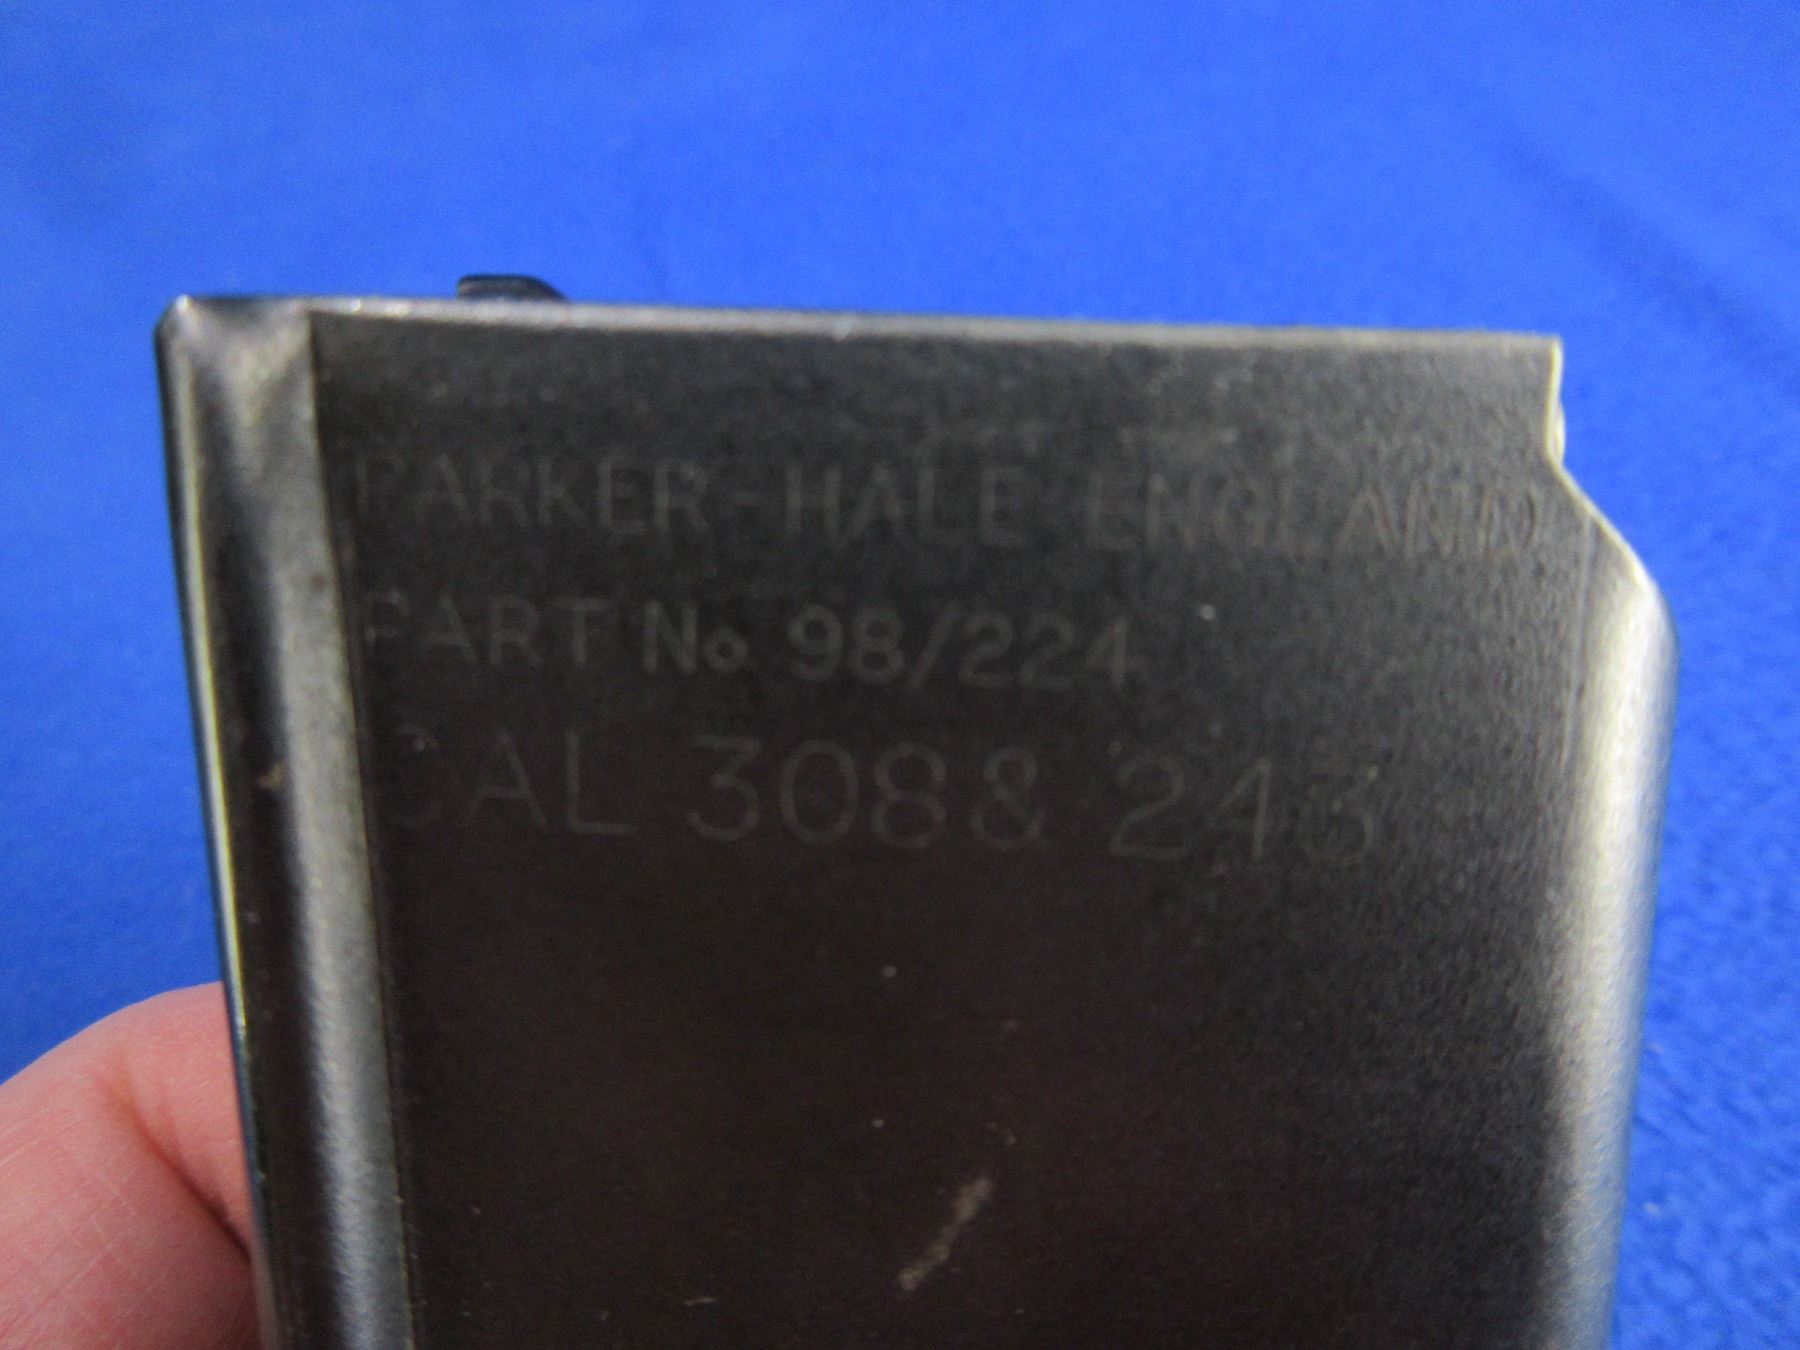 PARKER-HALE ENGLAND
PART No 98/224
CAL 308 & 243